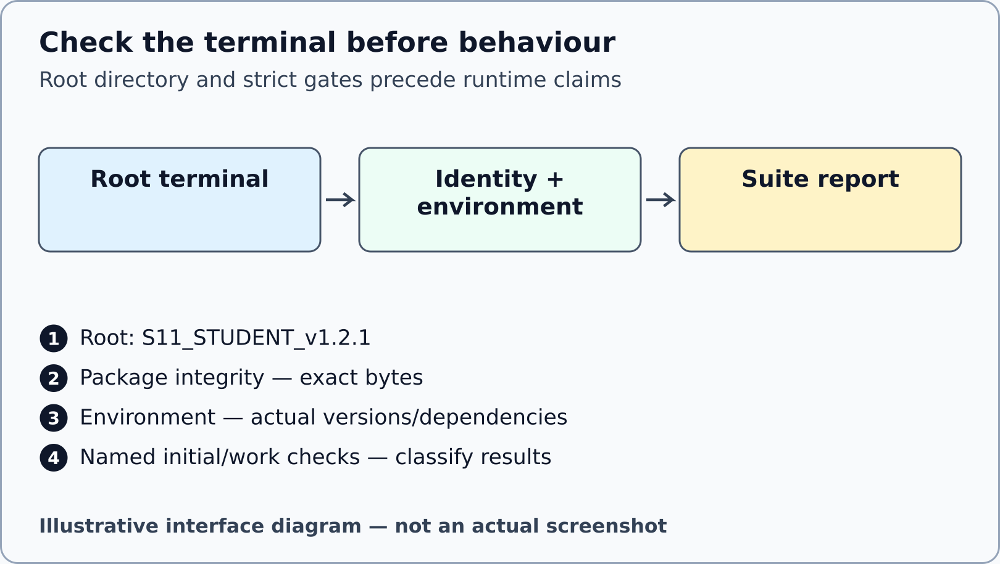 Check the terminal before behaviour
Root directory and strict gates precede runtime claims
Root terminal
Identity +
environment
Suite report
1 Root: S11_STUDENT_v1.2.1
2 Package integrity — exact bytes
3 Environment — actual versions/dependencies
4 Named initial/work checks — classify results
Illustrative interface diagram — not an actual screenshot